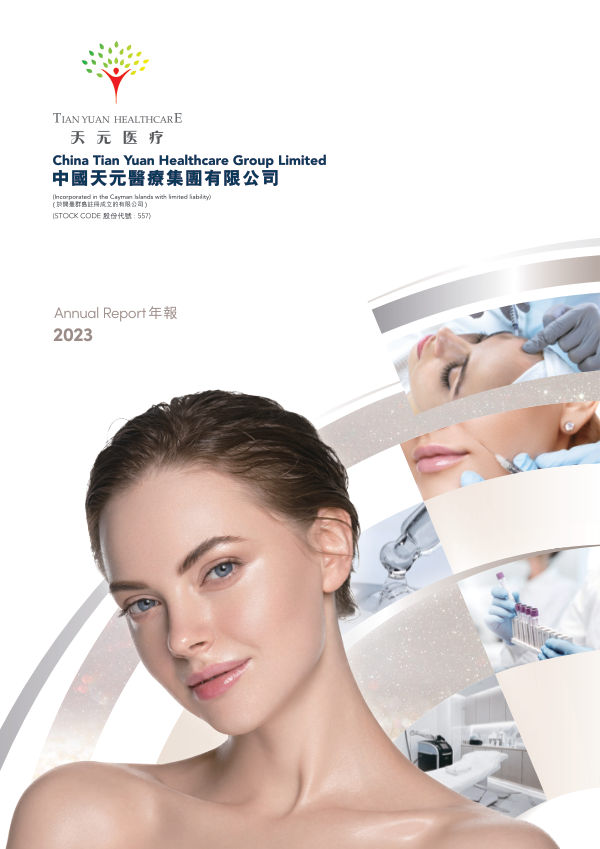 TIAN YUAN HEALTHCARE
天元医疗
China Tian Yuan Healthcare Group Limited
中國天元醫療集團有限公司
(Incorporated in the Cayman Islands with limited liability)
(於開曼群島註冊成立的有限公司)
(STOCK CODE 股份代號 : 557)
Annual Report 年報
2023